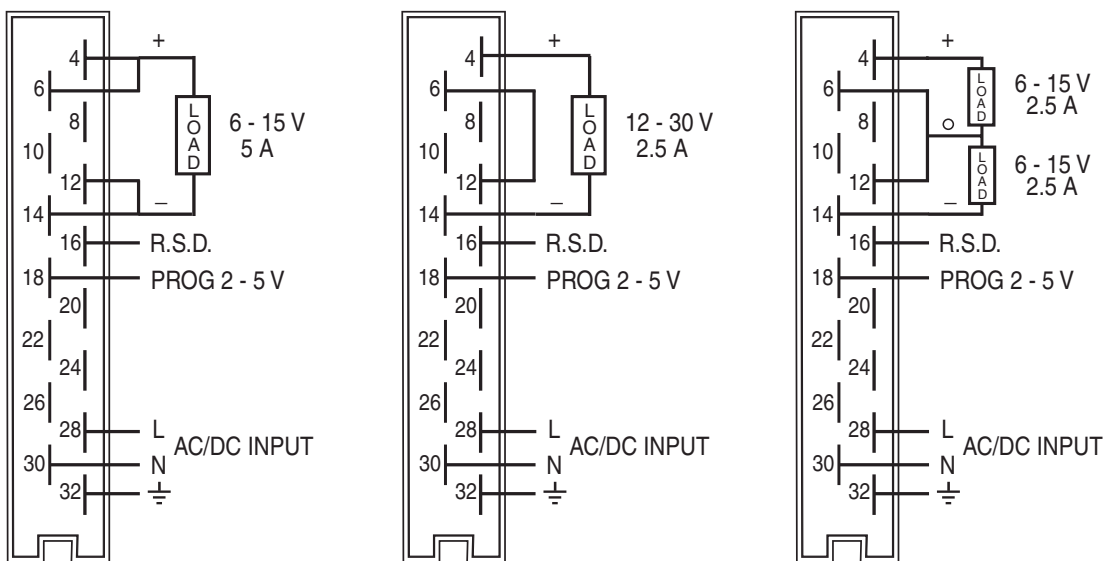 4
+
6
8
10
12
14
–
16
R.S.D.
18
PROG 2 - 5 V
20
22
24
26
28
L
AC/DC INPUT
30
N
32
LOAD
6 - 15 V
5 A
4
+
6
8
10
12
14
–
16
R.S.D.
18
PROG 2 - 5 V
20
22
24
26
28
L
AC/DC INPUT
30
N
32
LOAD
12 - 30 V
2.5 A
4
+
6
8
O
10
12
14
–
16
R.S.D.
18
PROG 2 - 5 V
20
22
24
26
28
L
AC/DC INPUT
30
N
32
LOAD
6 - 15 V
2.5 A
LOAD
6 - 15 V
2.5 A